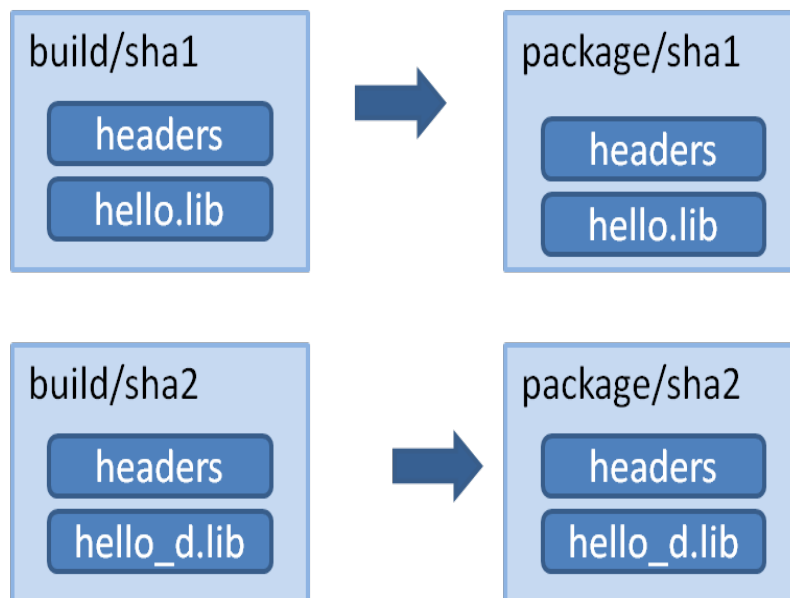 build/sha1
headers
hello.lib
package/sha1
headers
hello.lib
build/sha2
headers
hello_d.lib
package/sha2
headers
hello_d.lib